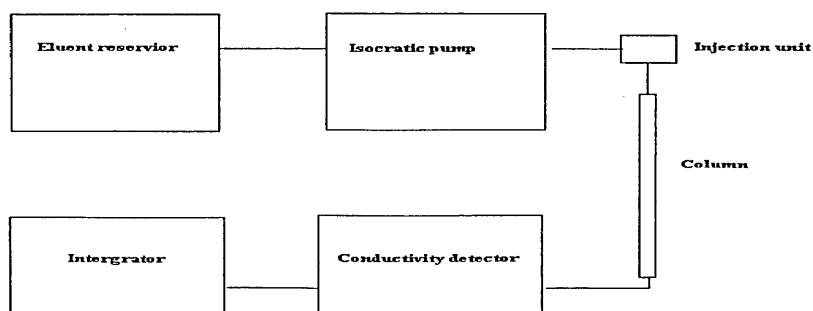 Eluent reservior
Isocratic pump
Injection unit
Column
Intergrator
Conductivity detector